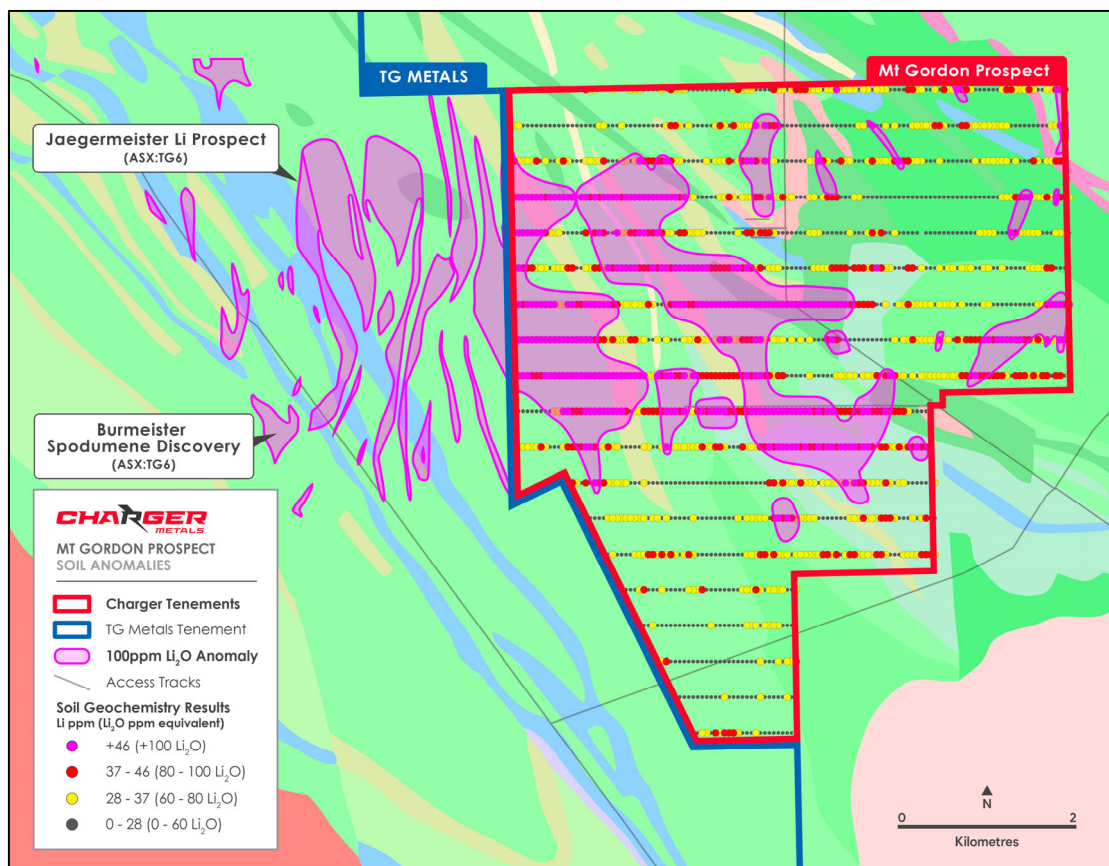 TG METALS
Mt Gordon Prospect
Jaegermeister Li Prospect
(ASX:TG6)
Burmeister
Spodumene Discovery
(ASX:TG6)
CHARGER
METALS
MT GORDON PROSPECT
SOIL ANOMALIES
Charger Tenements
TG Metals Tenement
100ppm Li₂O Anomaly
Access Tracks
Soil Geochemistry Results
Li ppm (Li₂O ppm equivalent)
+46 (+100 Li₂O)
37 - 46 (80 - 100 Li₂O)
28 - 37 (60 - 80 Li₂O)
0 - 28 (0 - 60 Li₂O)
N
0 2
Kilometres